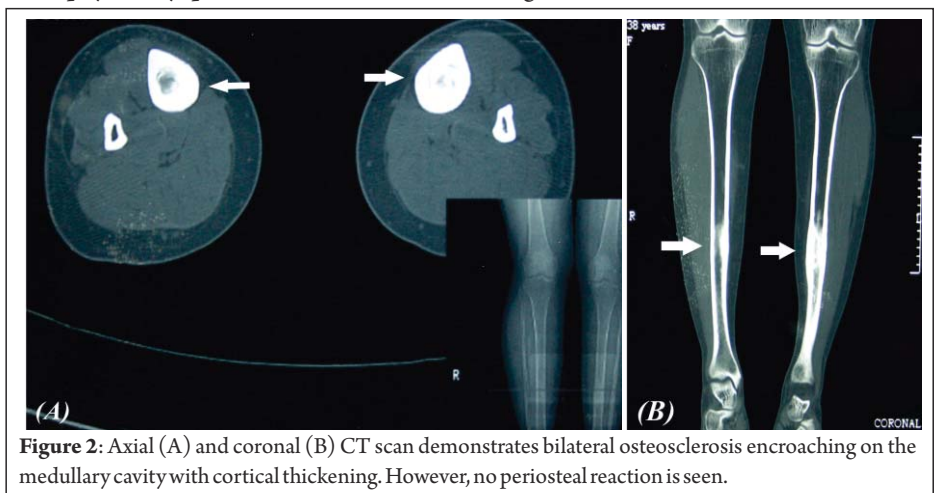 38 years
F
R
R
(A)
(B)
CORONAL
Figure 2: Axial (A) and coronal (B) CT scan demonstrates bilateral osteosclerosis encroaching on the
medullary cavity with cortical thickening. However, no periosteal reaction is seen.